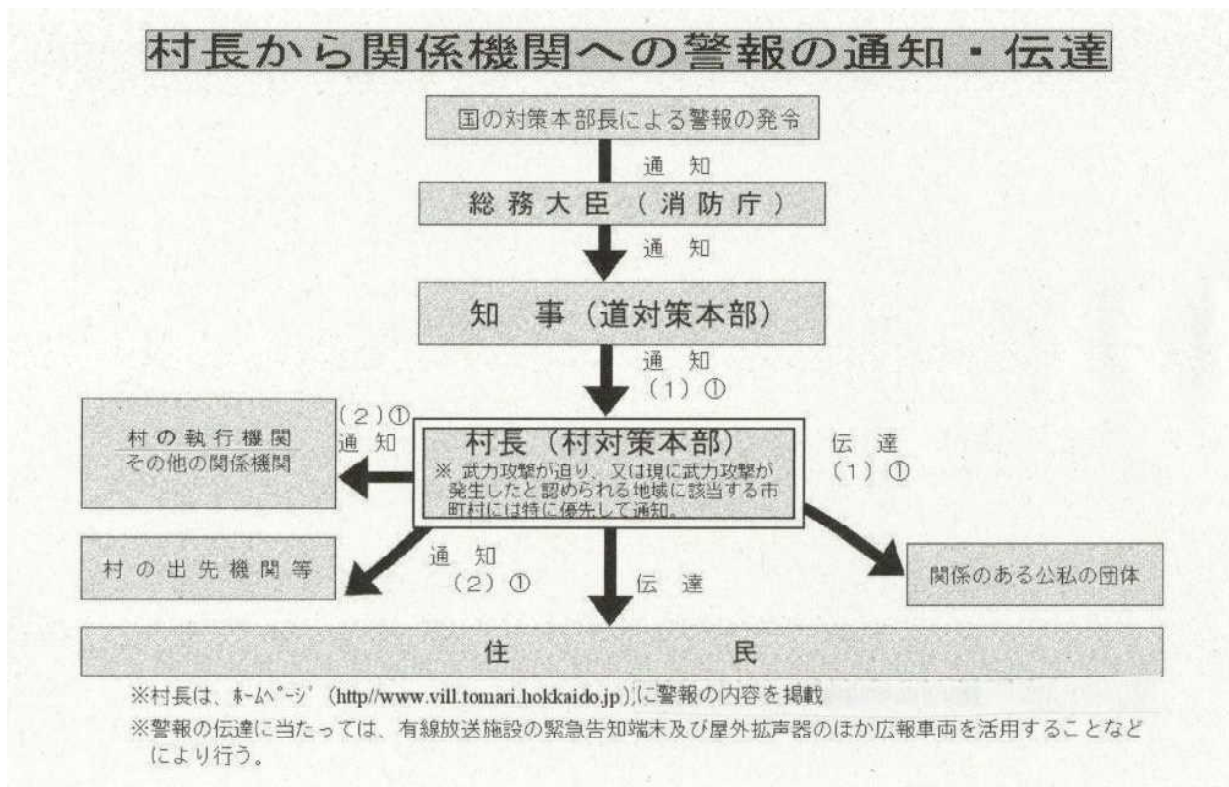 村長から関係機関への警報の通知・伝達
国の対策本部長による警報の発令
通 知
総 務 大 臣 （ 消 防 庁 ）
通 知
知 事（道対策本部）
通 知
（１）①
（２）①
通 知
村 の 執 行 機 関
その他の関係機関
村長（村対策本部）
※ 武力攻撃が迫り、又は現に武力攻撃が
発生したと認められる地域に該当する市
町村には特に優先して通知。
伝 達
（１）①
村 の 出 先 機 関 等
通 知
（２）①
伝 達
関係のある公私の団体
住 民
※村長は、ﾎｰﾑﾍﾟｰｼﾞ（http//www.vill.tomari.hokkaido.jp）に警報の内容を掲載
※警報の伝達に当たっては、有線放送施設の緊急告知端末及び屋外拡声器のほか広報車両を活用することなど
により行う。